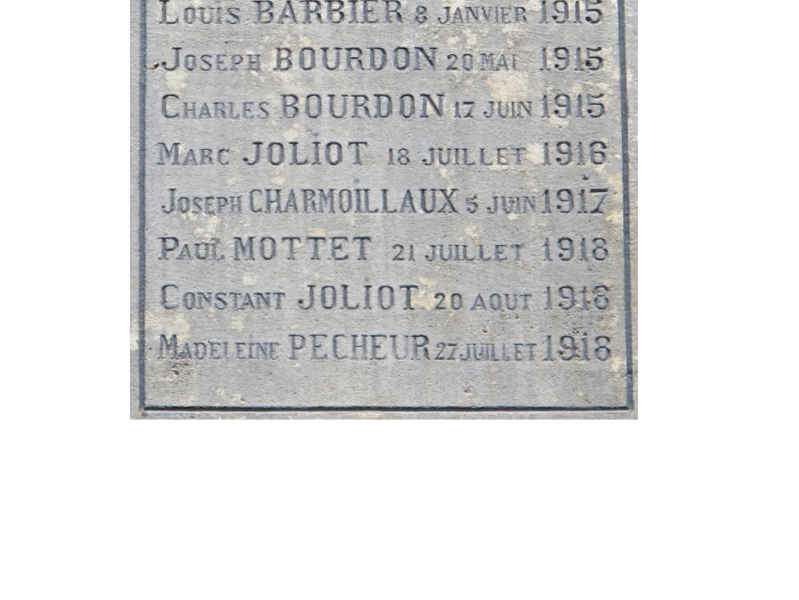 Louis BARBIER 8 JANVIER 1915
Joseph BOURDON 20 MAI 1915
Charles BOURDON 17 JUIN 1915
Marc JOLIOT 18 JUILLET 1916
Joseph CHARMOILLAUX 5 JUIN 1917
Paul MOTTET 21 JUILLET 1918
Constant JOLIOT 20 AOUT 1918
Madeleine PECHEUR 27 JUILLET 1918